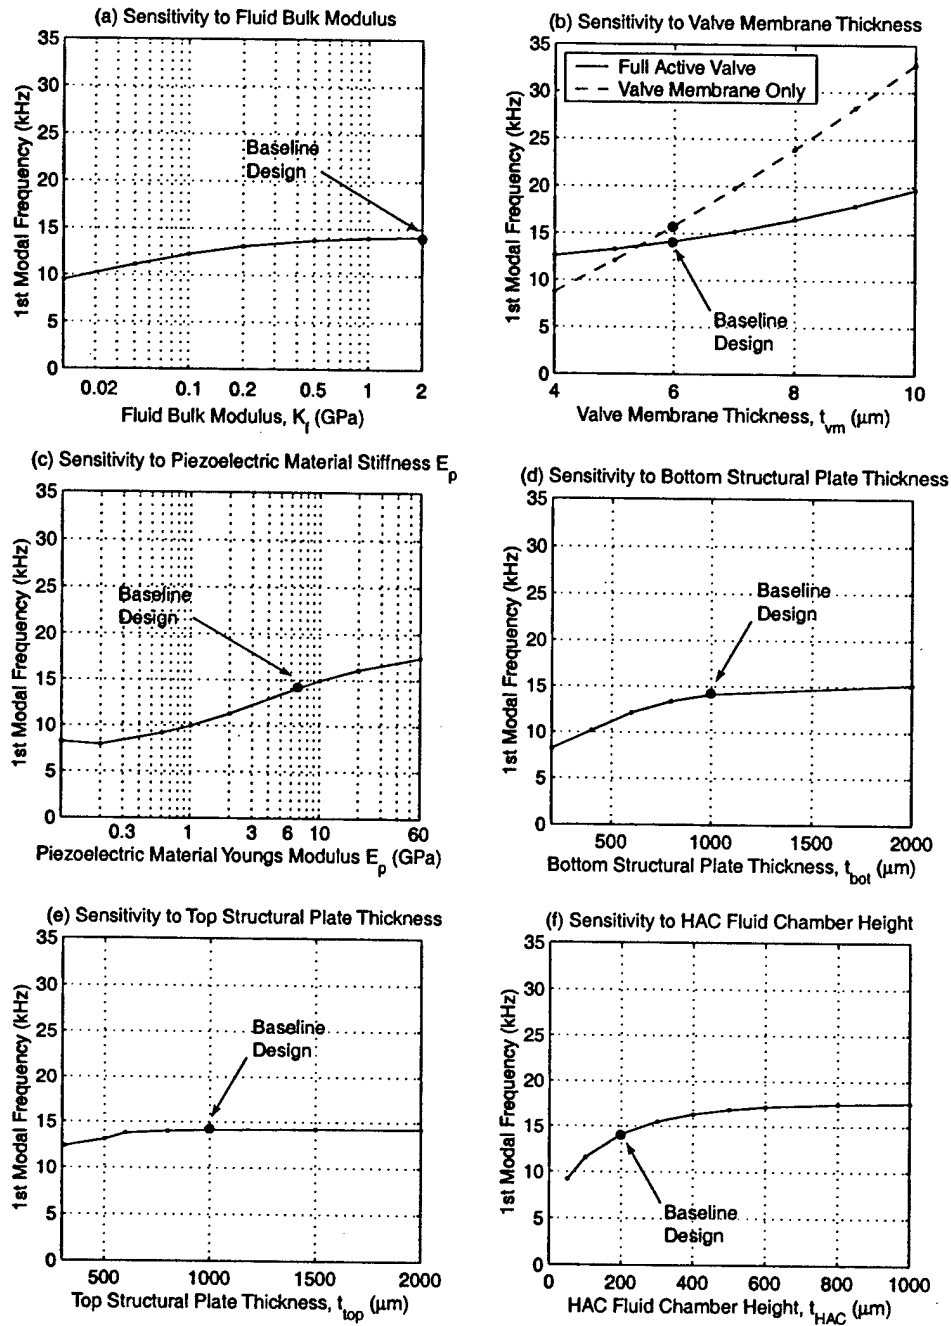 (a) Sensitivity to Fluid Bulk Modulus
35
30
25
20
15
10
5
0
1st Modal Frequency (kHz)
Baseline
Design
0.02 0.1 0.2 0.5 1 2
Fluid Bulk Modulus, K_f (GPa)
(b) Sensitivity to Valve Membrane Thickness
35
30
25
20
15
10
5
0
1st Modal Frequency (kHz)
Full Active Valve
Valve Membrane Only
Baseline
Design
4 6 8 10
Valve Membrane Thickness, t_vm (μm)
(c) Sensitivity to Piezoelectric Material Stiffness E_p
35
30
25
20
15
10
5
0
1st Modal Frequency (kHz)
Baseline
Design
0.3 1 3 6 10 60
Piezoelectric Material Youngs Modulus E_p (GPa)
(d) Sensitivity to Bottom Structural Plate Thickness
35
30
25
20
15
10
5
0
1st Modal Frequency (kHz)
Baseline
Design
500 1000 1500 2000
Bottom Structural Plate Thickness, t_bot (μm)
(e) Sensitivity to Top Structural Plate Thickness
35
30
25
20
15
10
5
0
1st Modal Frequency (kHz)
Baseline
Design
500 1000 1500 2000
Top Structural Plate Thickness, t_top (μm)
(f) Sensitivity to HAC Fluid Chamber Height
35
30
25
20
15
10
5
0
1st Modal Frequency (kHz)
Baseline
Design
0 200 400 600 800 1000
HAC Fluid Chamber Height, t_HAC (μm)